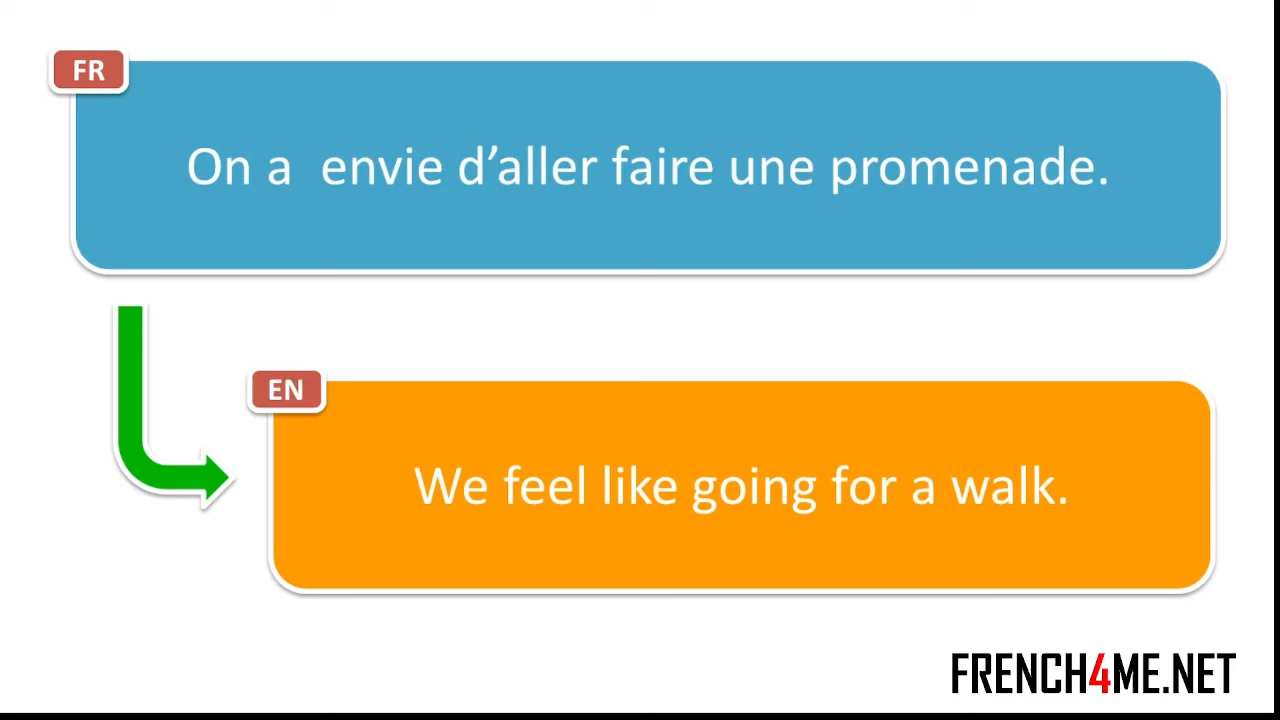 FR
On a  envie d’aller faire une promenade.
EN
We feel like going for a walk.
FRENCH4ME.NET